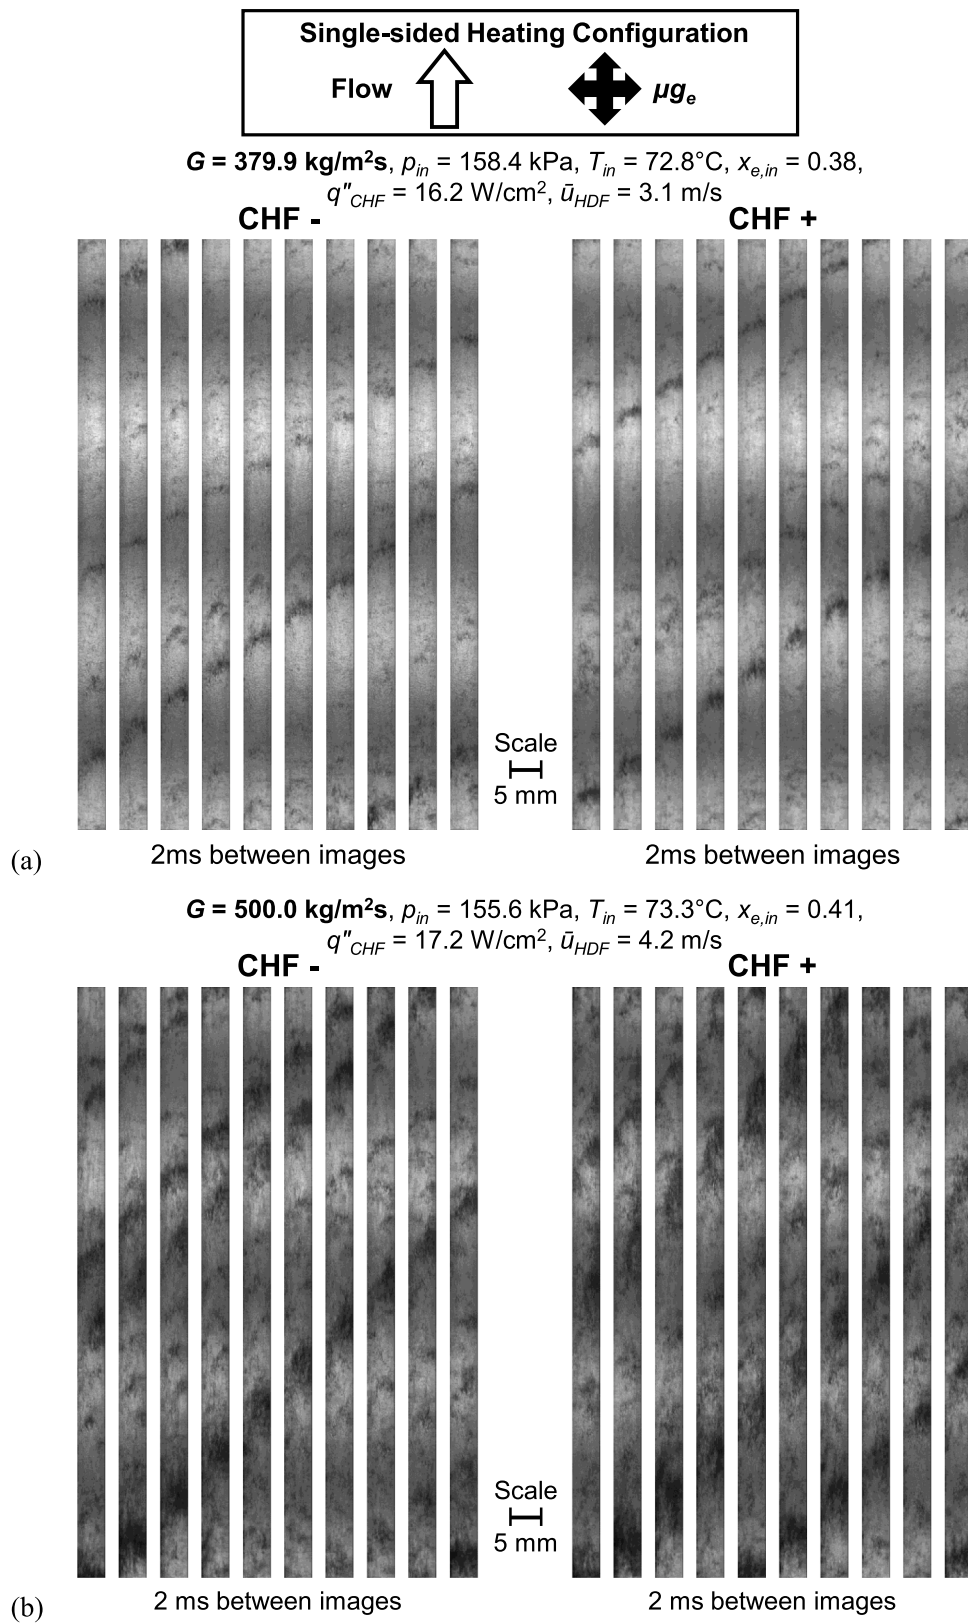 Single-sided Heating Configuration
Flow μgₑ
G = 379.9 kg/m²s, p_in = 158.4 kPa, T_in = 72.8°C, x_e,in = 0.38,
q"_CHF = 16.2 W/cm², ū_HDF = 3.1 m/s
CHF - CHF +
Scale
5 mm
2ms between images 2ms between images
(a)
G = 500.0 kg/m²s, p_in = 155.6 kPa, T_in = 73.3°C, x_e,in = 0.41,
q"_CHF = 17.2 W/cm², ū_HDF = 4.2 m/s
CHF - CHF +
Scale
5 mm
2 ms between images 2 ms between images
(b)